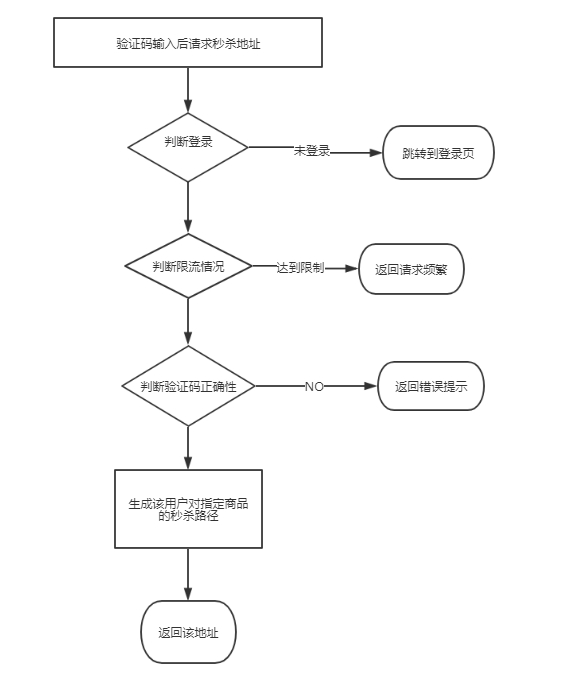 验证码输入后请求秒杀地址
判断登录
未登录
跳转到登录页
判断限流情况
达到限制
返回请求频繁
判断验证码正确性
NO
返回错误提示
生成该用户对指定商品
的秒杀路径
返回该地址